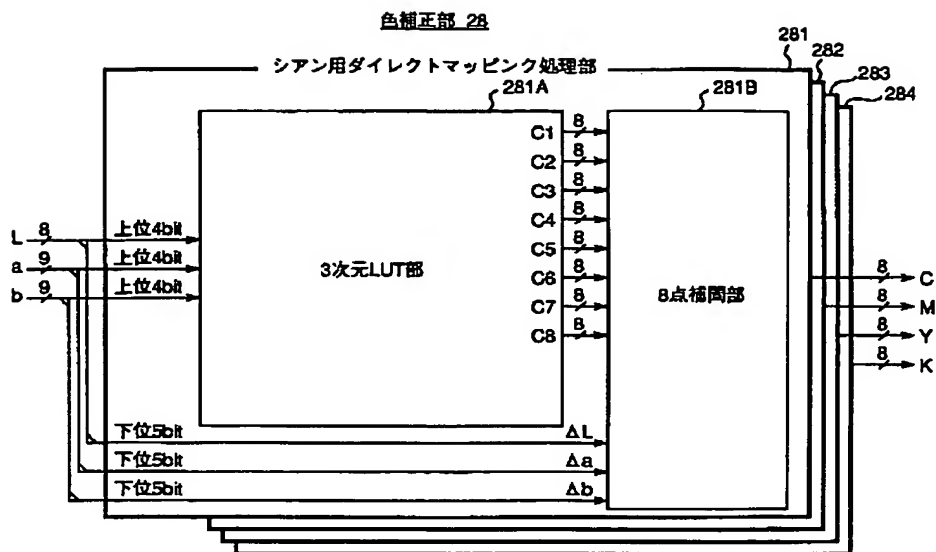 色補正部 28
281
282
283
284
シアン用ダイレクトマッピング処理部
281A
281B
C1 8
C2 8
C3 8
C4 8
C5 8
C6 8
C7 8
C8 8
L 8 上位4bit
a 9 上位4bit
b 9 上位4bit
3次元LUT部
8点補間部
8 C
8 M
8 Y
8 K
下位5bit ΔL
下位5bit Δa
下位5bit Δb